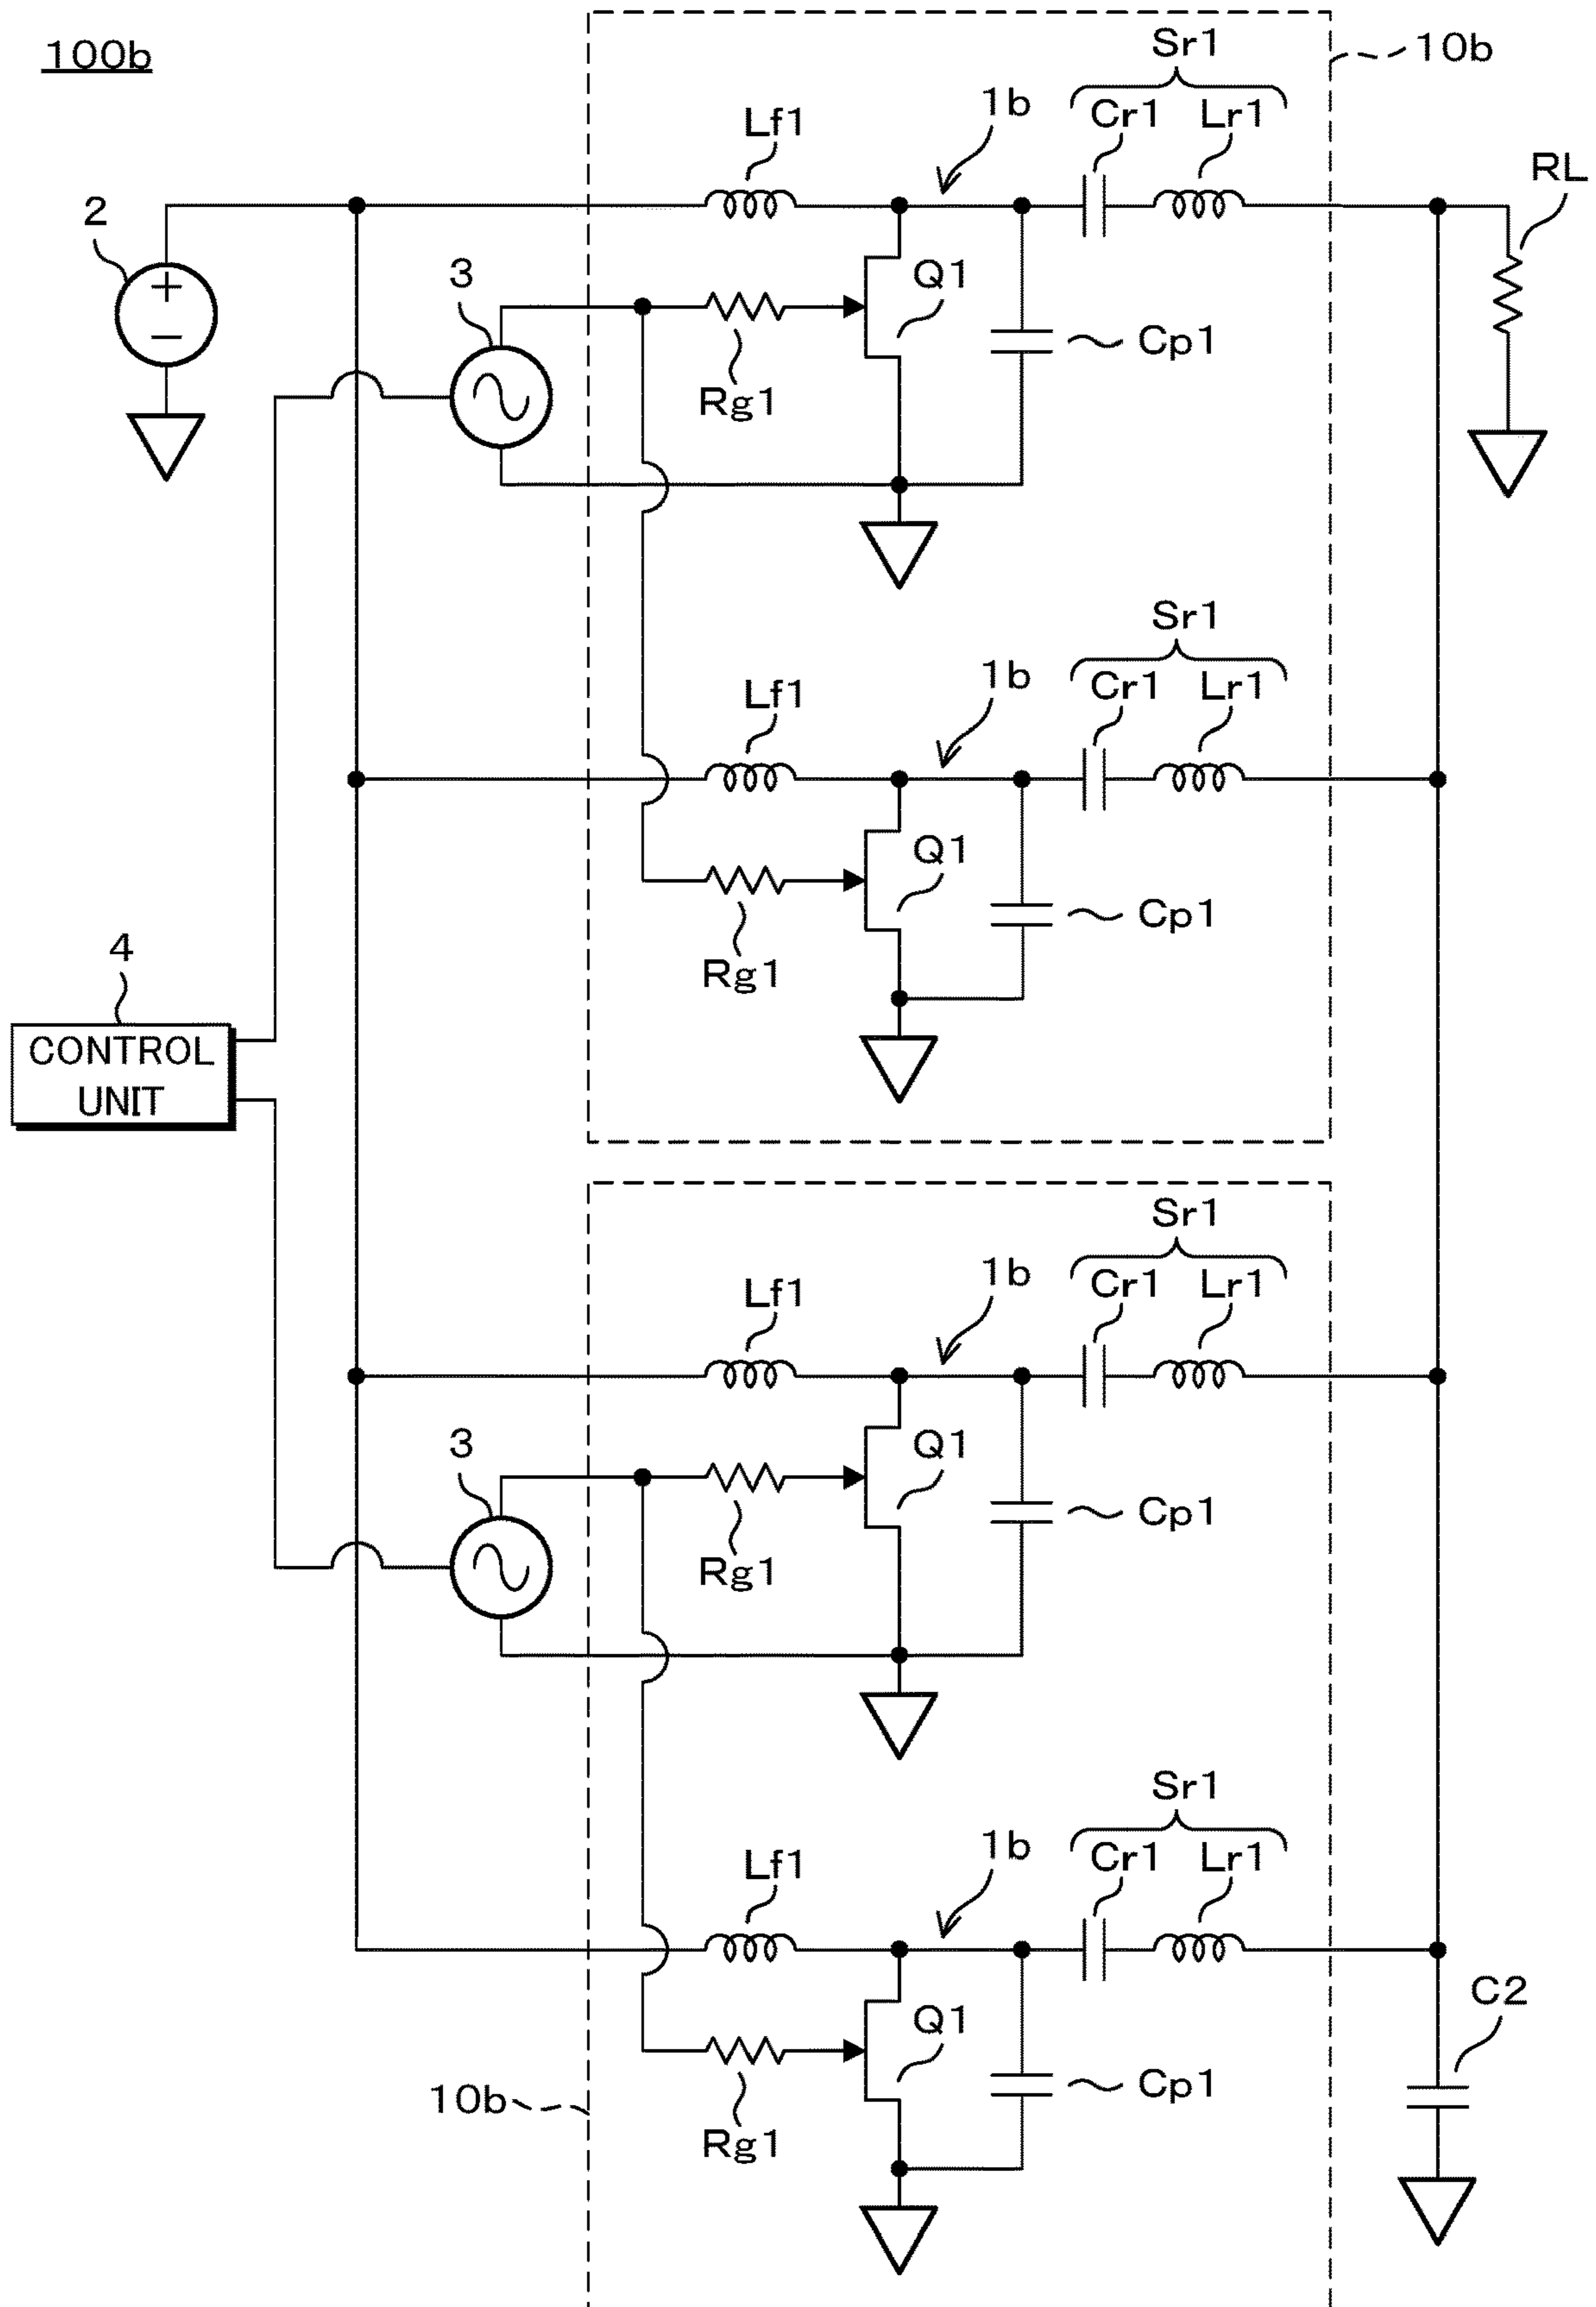 100b
10b
Sr1
Cr1
Lr1
1b
Lf1
RL
2
3
Q1
Cp1
Rg1
Sr1
Cr1
Lr1
1b
Lf1
Q1
Cp1
Rg1
4
CONTROL
UNIT
Sr1
Cr1
Lr1
1b
Lf1
3
Q1
Cp1
Rg1
Sr1
Cr1
Lr1
1b
Lf1
C2
Q1
Cp1
10b
Rg1